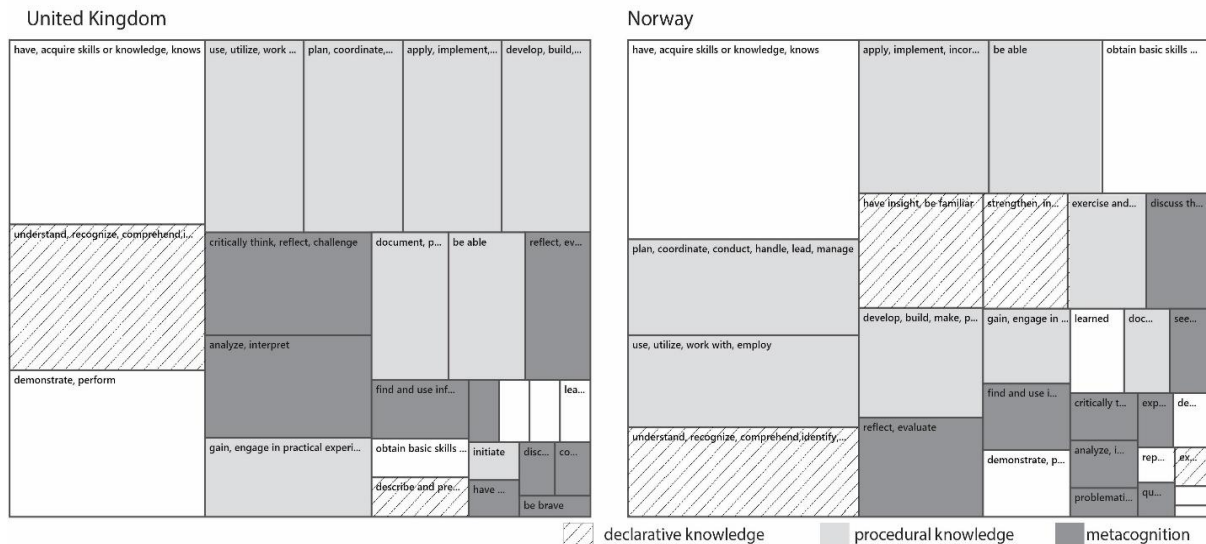 United Kingdom
have, acquire skills or knowledge, knows
use, utilize, work ...
plan, coordinate,...
apply, implement,...
develop, build,...
understand, recognize, comprehend,i...
critically think, reflect, challenge
document, p...
be able
reflect, ev...
analyze, interpret
demonstrate, perform
find and use inf...
lea...
gain, engage in practical experi...
obtain basic skills ...
initiate
disc...
co...
describe and pre...
have ...
be brave
Norway
have, acquire skills or knowledge, knows
apply, implement, incor...
be able
obtain basic skills ...
have insight, be familiar
strengthen, in...
exercise and...
discuss th...
plan, coordinate, conduct, handle, lead, manage
develop, build, make, p...
gain, engage in ...
learned
doc...
see...
use, utilize, work with, employ
find and use i...
critically t...
exp...
de...
reflect, evaluate
understand, recognize, comprehend,identify,...
analyze, i...
rep...
ex...
demonstrate, p...
problemati...
qu...
declarative knowledge
procedural knowledge
metacognition